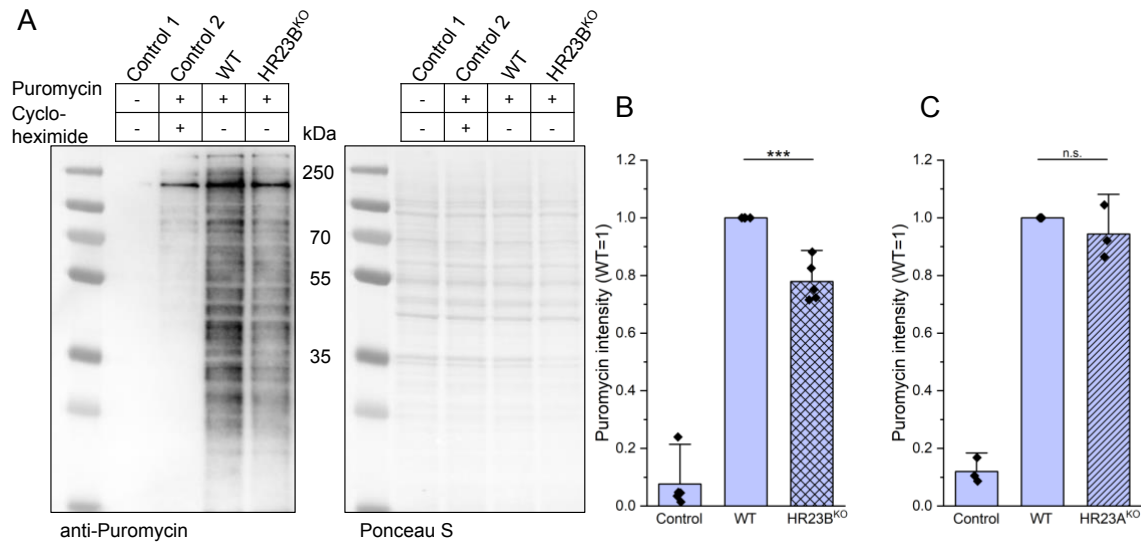 A
Control 1
Control 2
WT
HR23B^KO
Puromycin - + + +
Cyclo-
heximide - + - -
kDa
250
70
55
35
anti-Puromycin
Control 1
Control 2
WT
HR23B^KO
- + + +
- + - -
Ponceau S
B
Puromycin intensity (WT=1)
1.2
1.0
0.8
0.6
0.4
0.2
0.0
***
Control WT HR23B^KO
C
Puromycin intensity (WT=1)
1.2
1.0
0.8
0.6
0.4
0.2
0.0
n.s.
Control WT HR23A^KO